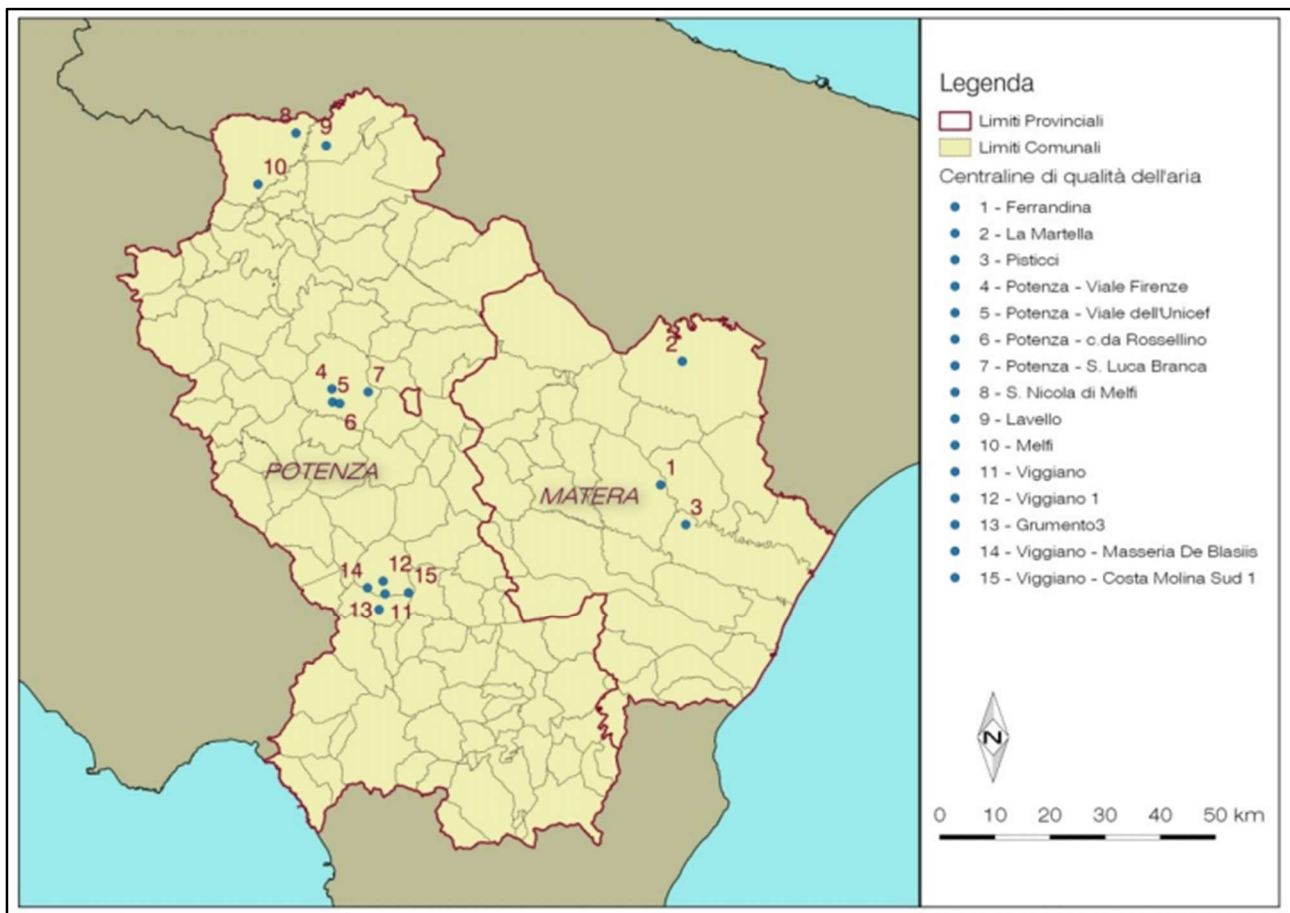 8
9
10
2
4
5
7
6
POTENZA
1
MATERA
3
12
14
15
13
11
Legenda
Limiti Provinciali
Limiti Comunali
Centraline di qualità dell'aria
1 - Ferrandina
2 - La Martella
3 - Pisticci
4 - Potenza - Viale Firenze
5 - Potenza - Viale dell'Unicef
6 - Potenza - c.da Rossellino
7 - Potenza - S. Luca Branca
8 - S. Nicola di Melfi
9 - Lavello
10 - Melfi
11 - Viggiano
12 - Viggiano 1
13 - Grumento3
14 - Viggiano - Masseria De Blasiis
15 - Viggiano - Costa Molina Sud 1
N
0 10 20 30 40 50 km